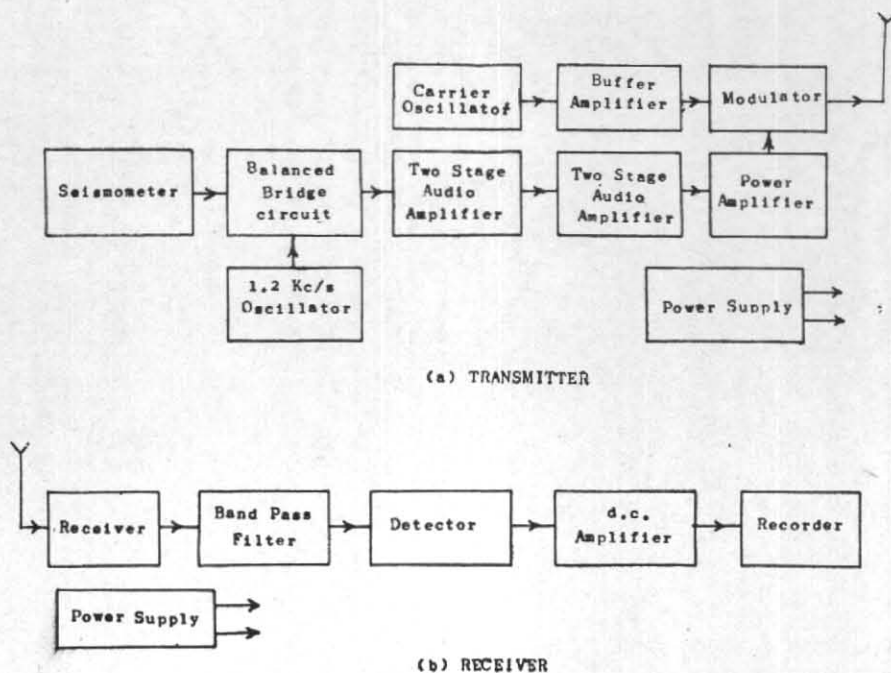 Carrier
Oscillator
Buffer
Amplifier
Modulator
Seismometer
Balanced
Bridge
circuit
Two Stage
Audio
Amplifier
Two Stage
Audio
Amplifier
Power
Amplifier
1.2 Kc/s
Oscillator
Power Supply
(a) TRANSMITTER
Receiver
Band Pass
Filter
Detector
d.c.
Amplifier
Recorder
Power Supply
(b) RECEIVER